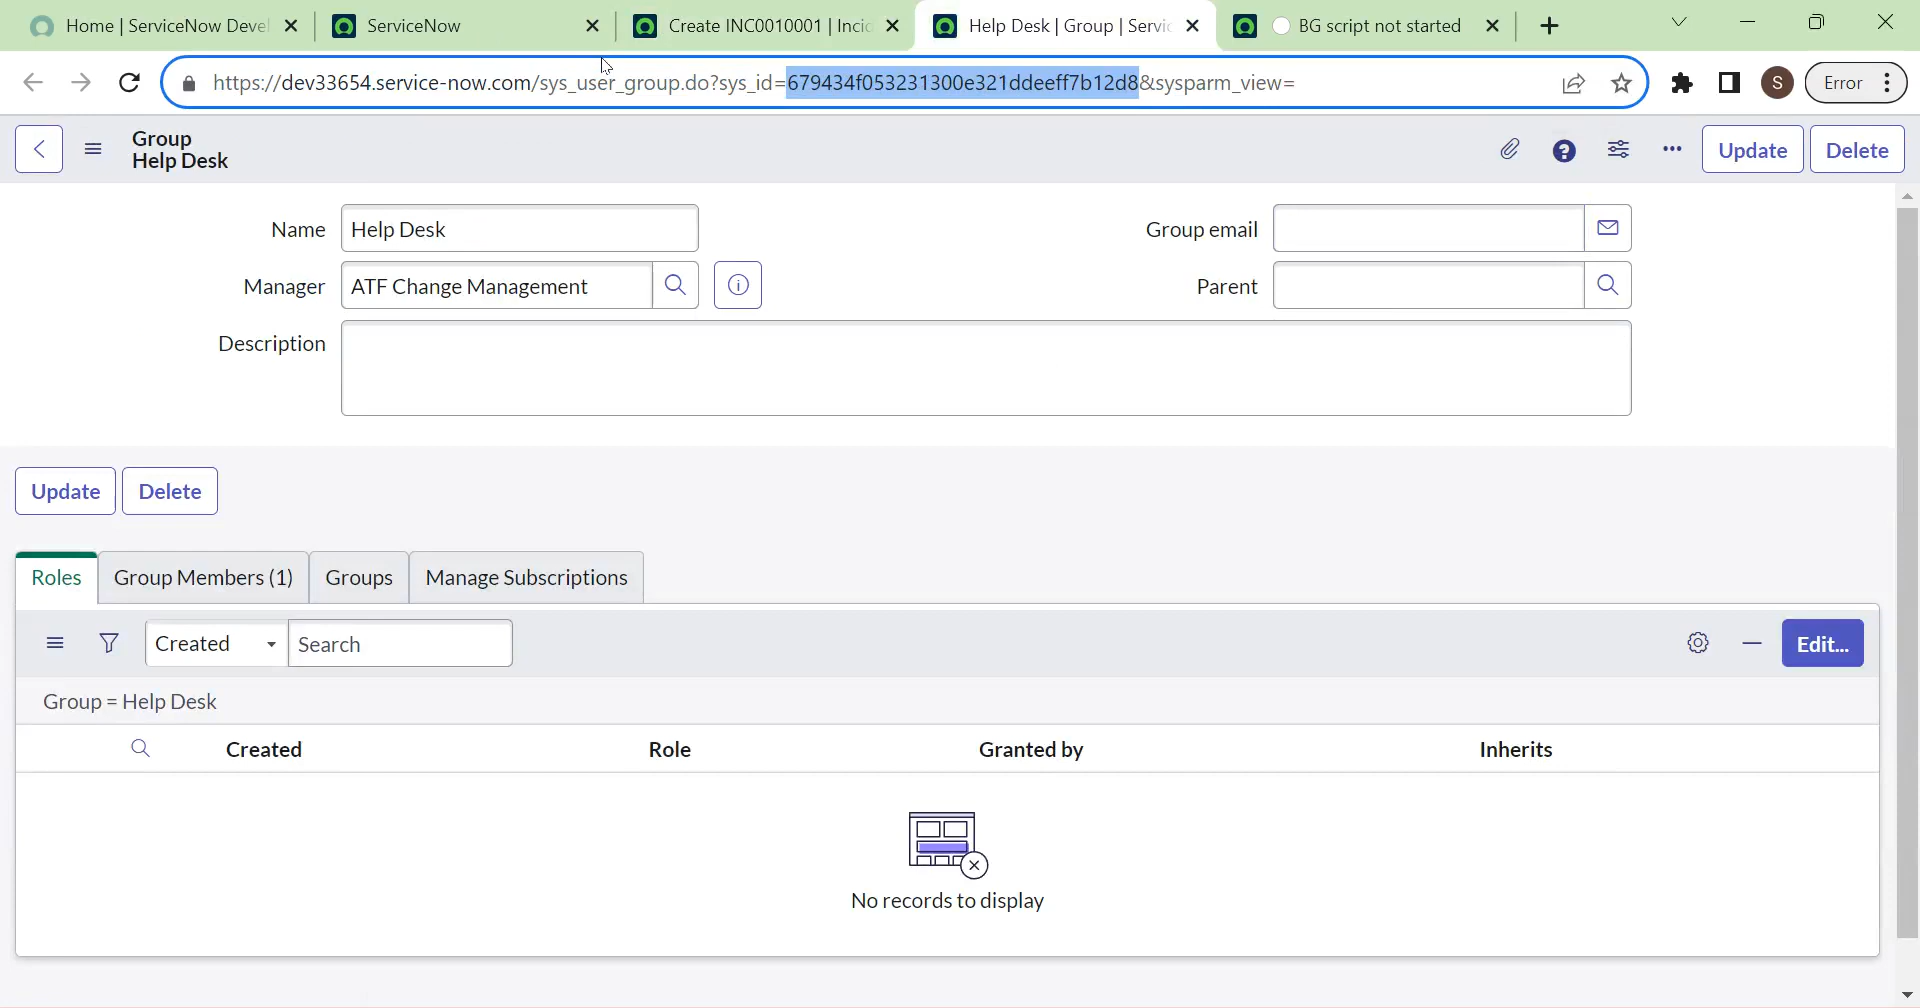 Home | ServiceNow Devel
ServiceNow
Create INC0010001 | Incid
Help Desk | Group | Servic
BG script not started
https://dev33654.service-now.com/sys_user_group.do?sys_id=679434f053231300e321ddeeff7b12d8&sysparm_view=
S
Error
Group
Help Desk
Update
Delete
Name
Help Desk
Group email
Manager
ATF Change Management
Parent
Description
Update
Delete
Roles
Group Members (1)
Groups
Manage Subscriptions
Created
Search
Edit...
Group = Help Desk
Created
Role
Granted by
Inherits
No records to display